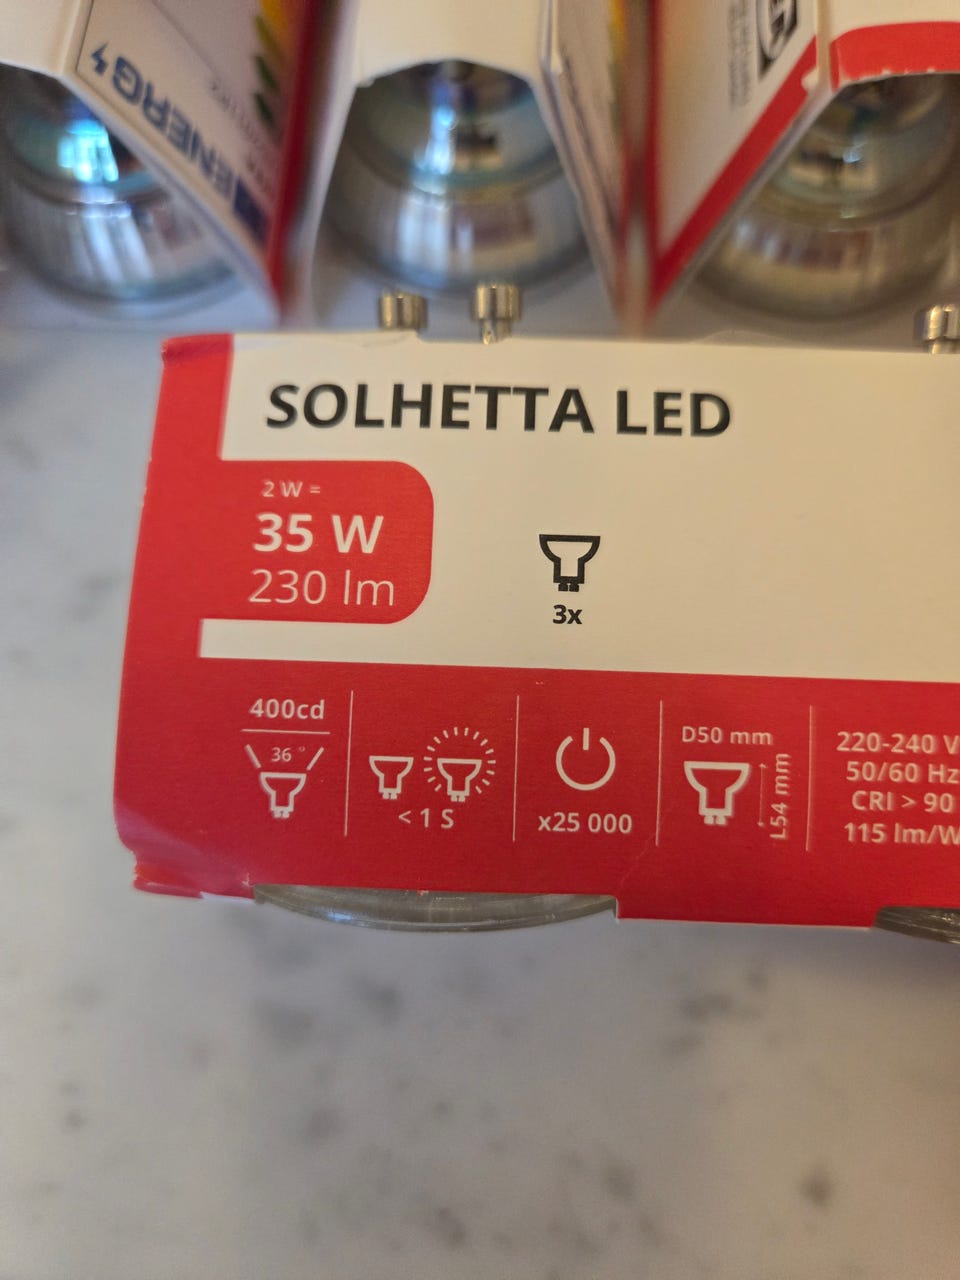 ENERG
SOLHETTA LED
2 W =
35 W
230 lm
3x
400cd
36°
< 1 S
x25 000
D50 mm
L54 mm
220-240 V
50/60 Hz
CRI > 90
115 lm/W